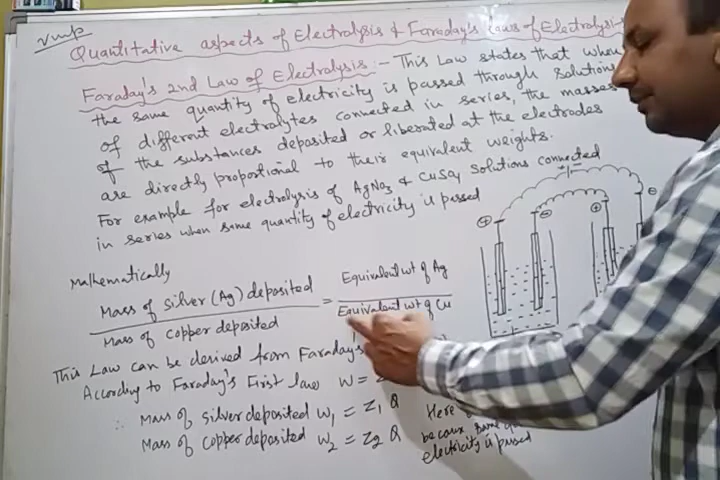 vmp
Quantitative aspects of Electrolysis & Faraday's Laws of Electrolysi
Faraday's 2nd Law of Electrolysis :- This Law states that when
the same quantity of electricity is passed through solutions
of different electrolytes connected in series, the masses
of the substances deposited or liberated at the electrodes
are directly proportional to their equivalent weights.
For example for electrolysis of AgNO3 & CuSO4 Solutions connected
in series when same quantity of electricity is passed
Mathematically
Mass of silver (Ag) deposited
Mass of copper deposited
=
Equivalent wt of Ag
Equivalent wt of Cu
This Law can be derived from Faraday's
According to Faraday's First law W = Z
∴ Mass of silver deposited W1 = Z1 Q
Mass of copper deposited W2 = Z2 Q
Here
because same
electricity is passed